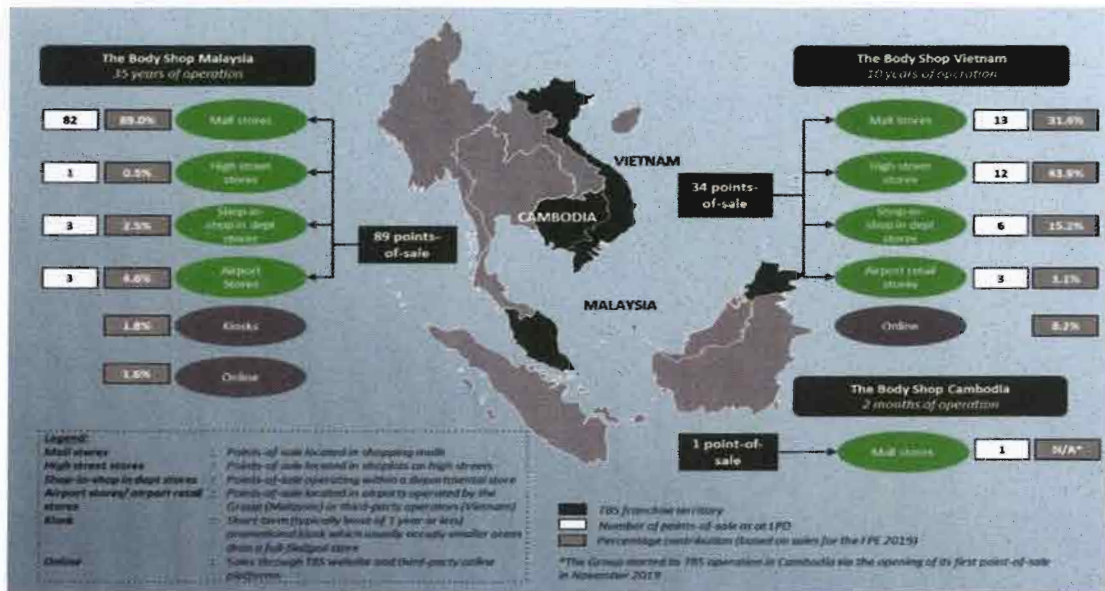 The Body Shop Malaysia
35 years of operation
82 89.0% Mall stores
1 0.5% High street stores
3 2.5% Shop-in-shop in dept stores
3 4.6% Airport Stores
1.8% Kiosks
1.6% Online
89 points-of-sale
VIETNAM
CAMBODIA
MALAYSIA
The Body Shop Vietnam
10 years of operation
34 points-of-sale
Mall stores 13 31.6%
High street stores 12 43.9%
Shop-in-shop in dept stores 6 15.2%
Airport retail stores 3 1.1%
Online 8.2%
The Body Shop Cambodia
2 months of operation
1 point-of-sale
Mall stores 1 N/A*
Legend:
Mall stores : Points-of-sale located in shopping malls
High street stores : Points-of-sale located in shoplots on high streets
Shop-in-shop in dept stores : Points-of-sale operating within a departmental store
Airport stores/ airport retail stores : Points-of-sale located in airports operated by the
Group (Malaysia) or third-party operators (Vietnam)
Kiosk : Short-term (typically least of 1 year or less)
promotional kiosk which usually occupy smaller areas
than a full-fledged store
Online : Sales through TBS website and third-party online
platforms
TBS franchise territory
Number of points-of-sale as at LPD
Percentage contribution (based on sales for the FPE 2019)
*The Group started its TBS operation in Cambodia via the opening of its first point-of-sale
in November 2019